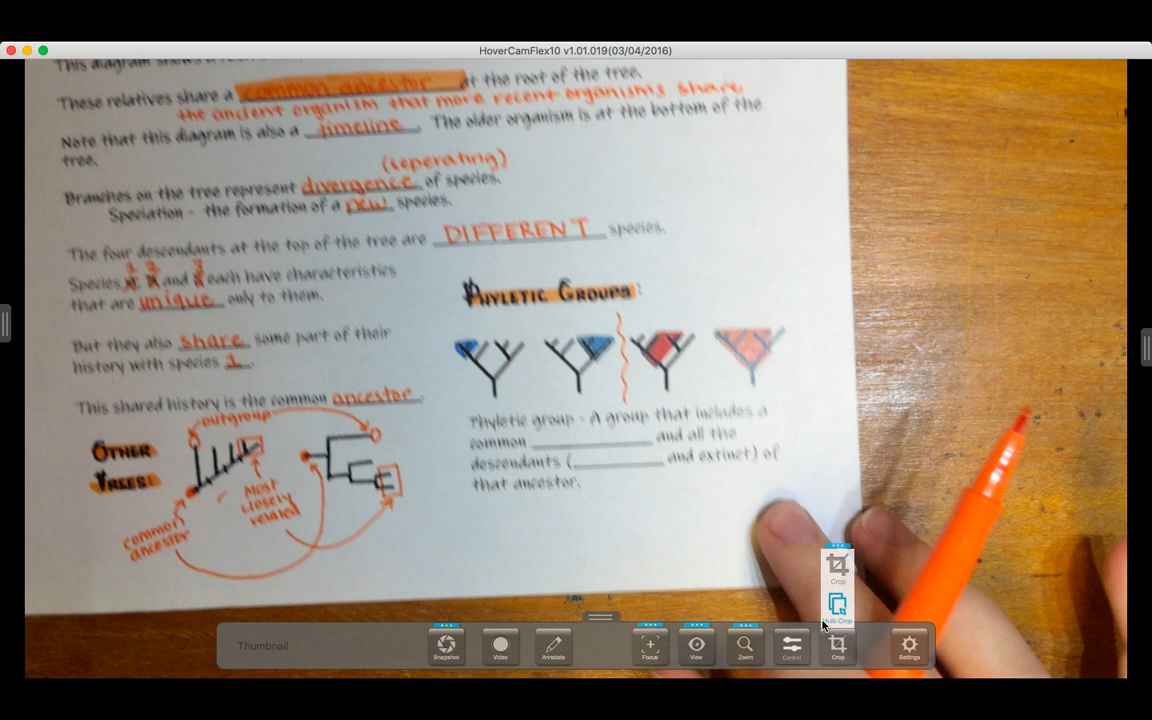 HoverCamFlex10 v1.01.019(03/04/2016)
This diagram shows a
These relatives share a common ancestor at the root of the tree.
the ancient organism that more recent organisms share
Note that this diagram is also a timeline. The older organism is at the bottom of the
tree.
(seperating)
Branches on the tree represent divergence of species.
Speciation - the formation of a new species.
The four descendants at the top of the tree are DIFFERENT species.
1 2 3
Species and each have characteristics
that are unique only to them.
But they also share some part of their
history with species 1.
This shared history is the common ancestor.
PHYLETIC GROUPS:
Phyletic group - A group that includes a
common ____________ and all the
descendants (__________ and extinct) of
that ancestor.
OTHER
TREES:
outgroup
Most
closely
related
common
ancestor
Crop
Multi-Crop
Thumbnail
Snapshot
Video
Annotate
Focus
View
Zoom
Control
Crop
Settings